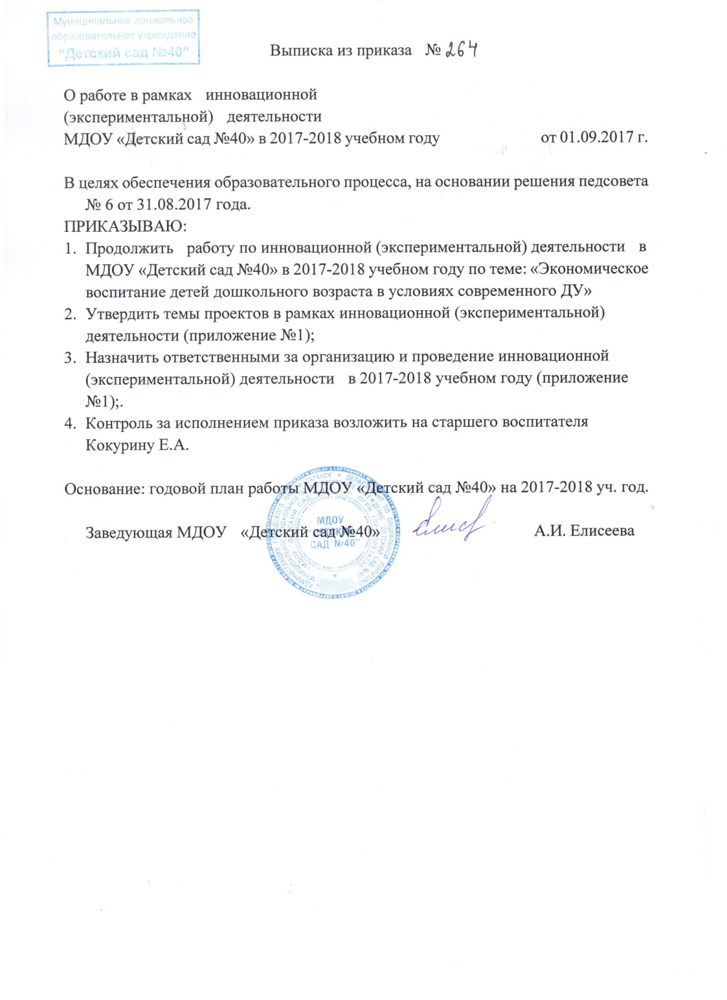 Муниципальное дошкольное
образовательное учреждение
"Детский сад №40"
Выписка из приказа № 264
О работе в рамках инновационной
(экспериментальной) деятельности
МДОУ «Детский сад №40» в 2017-2018 учебном году от 01.09.2017 г.
В целях обеспечения образовательного процесса, на основании решения педсовета
№ 6 от 31.08.2017 года.
ПРИКАЗЫВАЮ:
1. Продолжить работу по инновационной (экспериментальной) деятельности в
МДОУ «Детский сад №40» в 2017-2018 учебном году по теме: «Экономическое
воспитание детей дошкольного возраста в условиях современного ДУ»
2. Утвердить темы проектов в рамках инновационной (экспериментальной)
деятельности (приложение №1);
3. Назначить ответственными за организацию и проведение инновационной
(экспериментальной) деятельности в 2017-2018 учебном году (приложение
№1);.
4. Контроль за исполнением приказа возложить на старшего воспитателя
Кокурину Е.А.
Основание: годовой план работы МДОУ «Детский сад №40» на 2017-2018 уч. год.
Заведующая МДОУ «Детский сад №40» А.И. Елисеева
МДОУ
"ДЕТСКИЙ
САД №40"